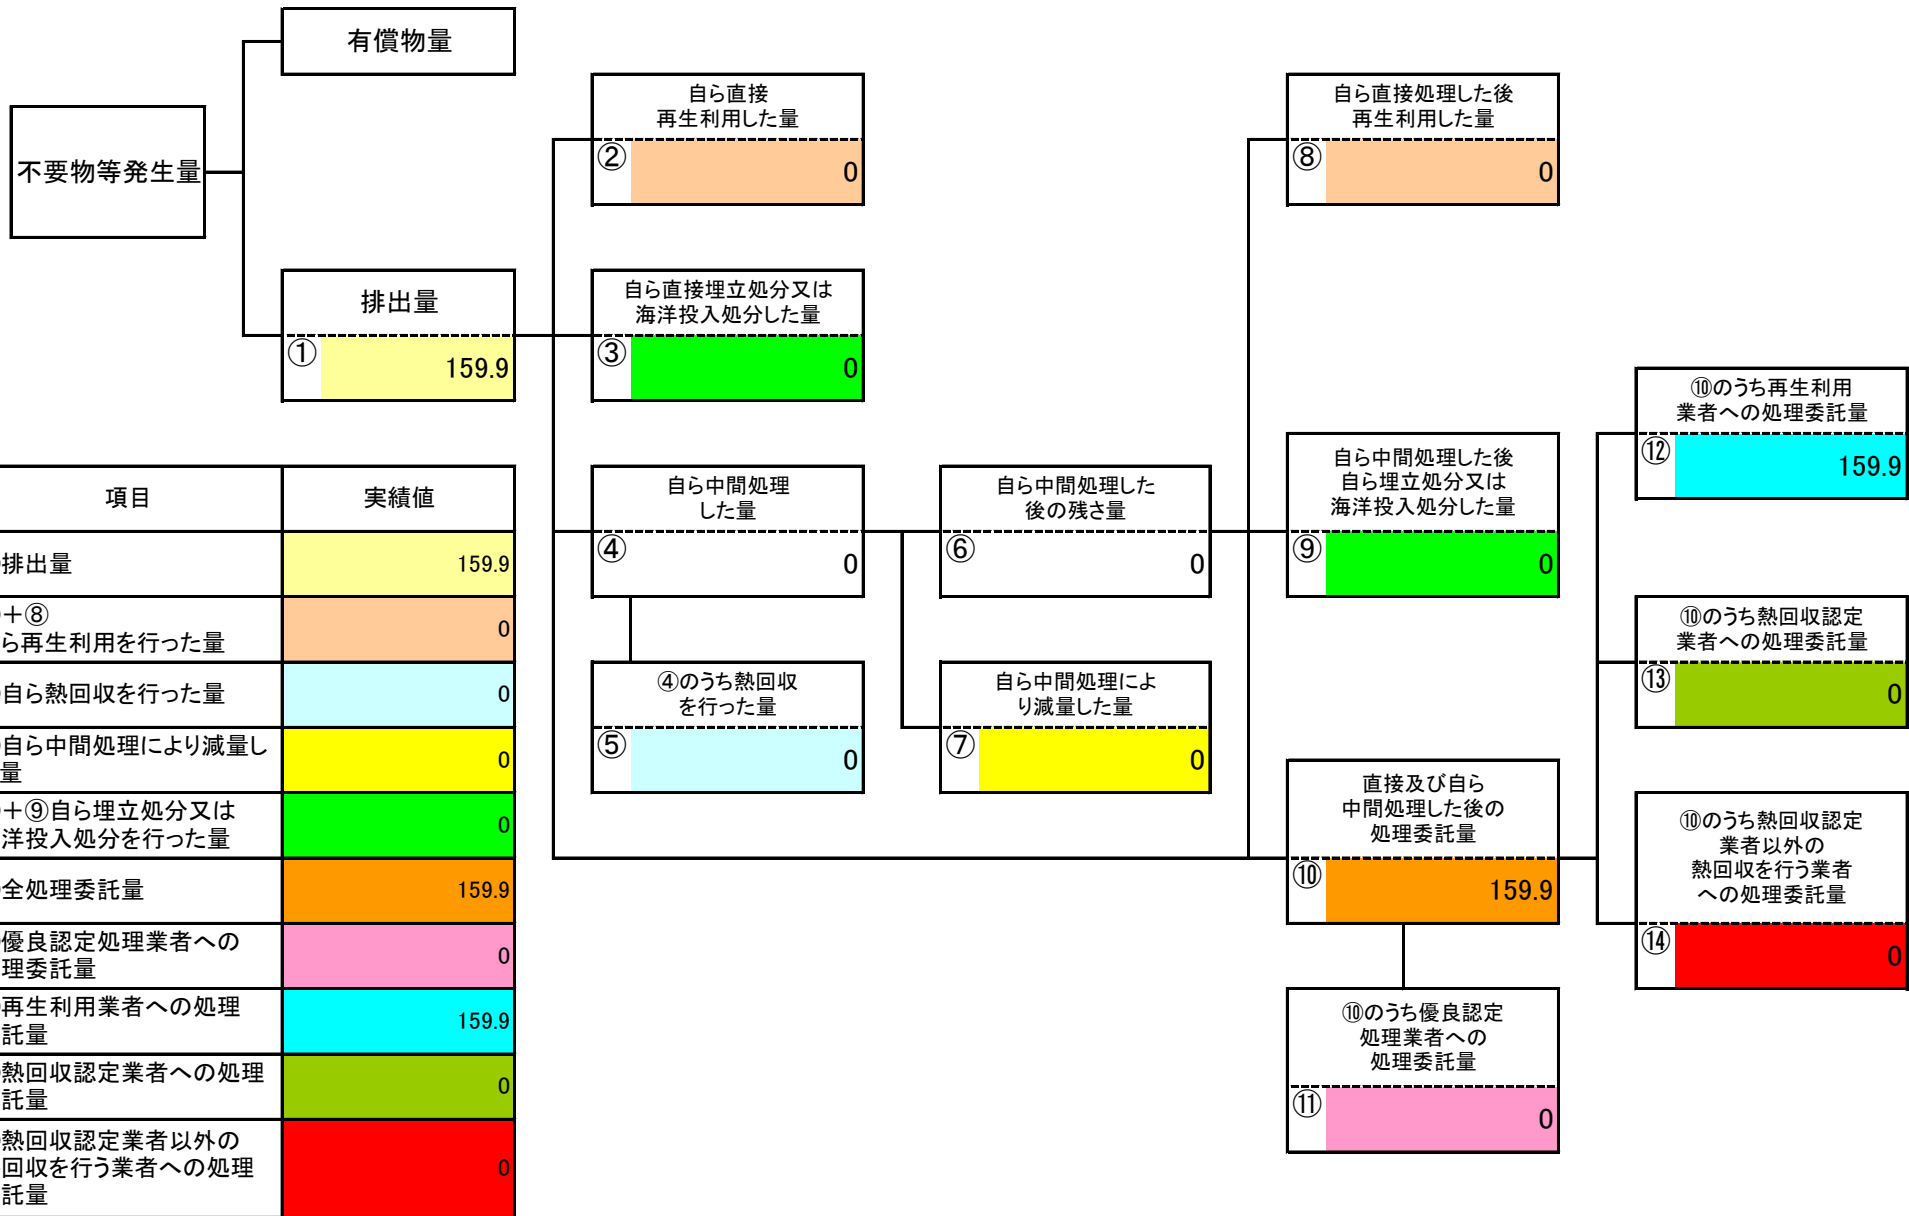 有償物量
不要物等発生量
排出量
①
159.9
自ら直接
再生利用した量
②
0
自ら直接埋立処分又は
海洋投入処分した量
③
0
自ら中間処理
した量
④
0
④のうち熱回収
を行った量
⑤
0
自ら中間処理した
後の残さ量
⑥
0
自ら中間処理によ
り減量した量
⑦
0
自ら直接処理した後
再生利用した量
⑧
0
自ら中間処理した後
自ら埋立処分又は
海洋投入処分した量
⑨
0
直接及び自ら
中間処理した後の
処理委託量
⑩
159.9
⑩のうち優良認定
処理業者への
処理委託量
⑪
0
⑩のうち再生利用
業者への処理委託量
⑫
159.9
⑩のうち熱回収認定
業者への処理委託量
⑬
0
⑩のうち熱回収認定
業者以外の
熱回収を行う業者
への処理委託量
⑭
0
項目 実績値
排出量 159.9
+⑧
ら再生利用を行った量 0
自ら熱回収を行った量 0
自ら中間処理により減量し
量 0
+⑨自ら埋立処分又は
洋投入処分を行った量 0
全処理委託量 159.9
優良認定処理業者への
理委託量 0
再生利用業者への処理
託量 159.9
熱回収認定業者への処理
託量 0
熱回収認定業者以外の
回収を行う業者への処理
託量 0